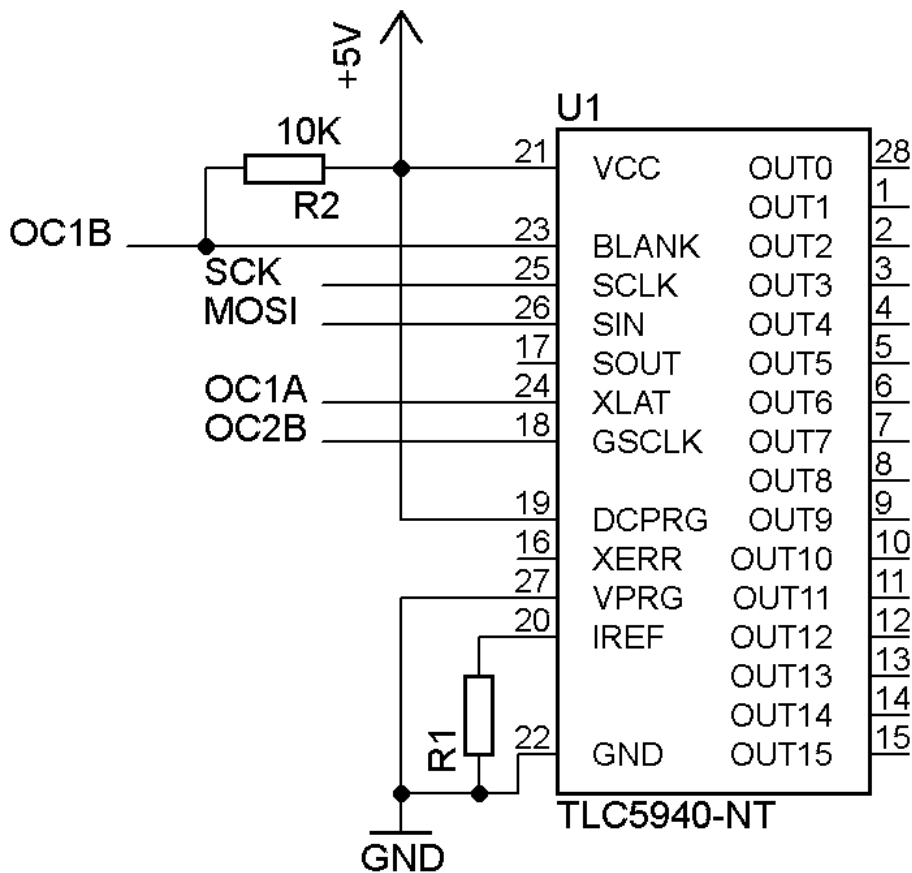 +5V
U1
10K
R2
21 VCC OUT0 28
OUT1 1
OC1B 23 BLANK OUT2 2
SCK 25 SCLK OUT3 3
MOSI 26 SIN OUT4 4
17 SOUT OUT5 5
OC1A 24 XLAT OUT6 6
OC2B 18 GSCLK OUT7 7
OUT8 8
19 DCPRG OUT9 9
16 XERR OUT10 10
27 VPRG OUT11 11
20 IREF OUT12 12
OUT13 13
OUT14 14
R1 22 GND OUT15 15
TLC5940-NT
GND